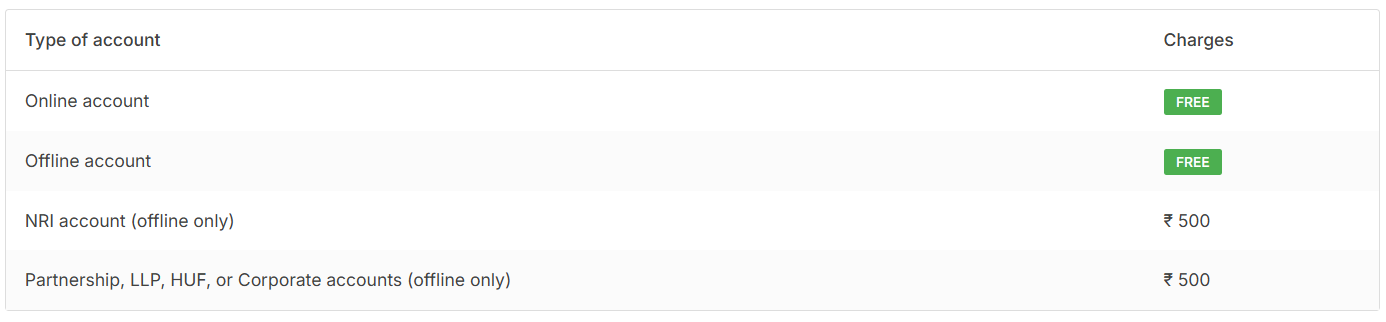 Type of account Charges
Online account FREE
Offline account FREE
NRI account (offline only) ₹ 500
Partnership, LLP, HUF, or Corporate accounts (offline only) ₹ 500